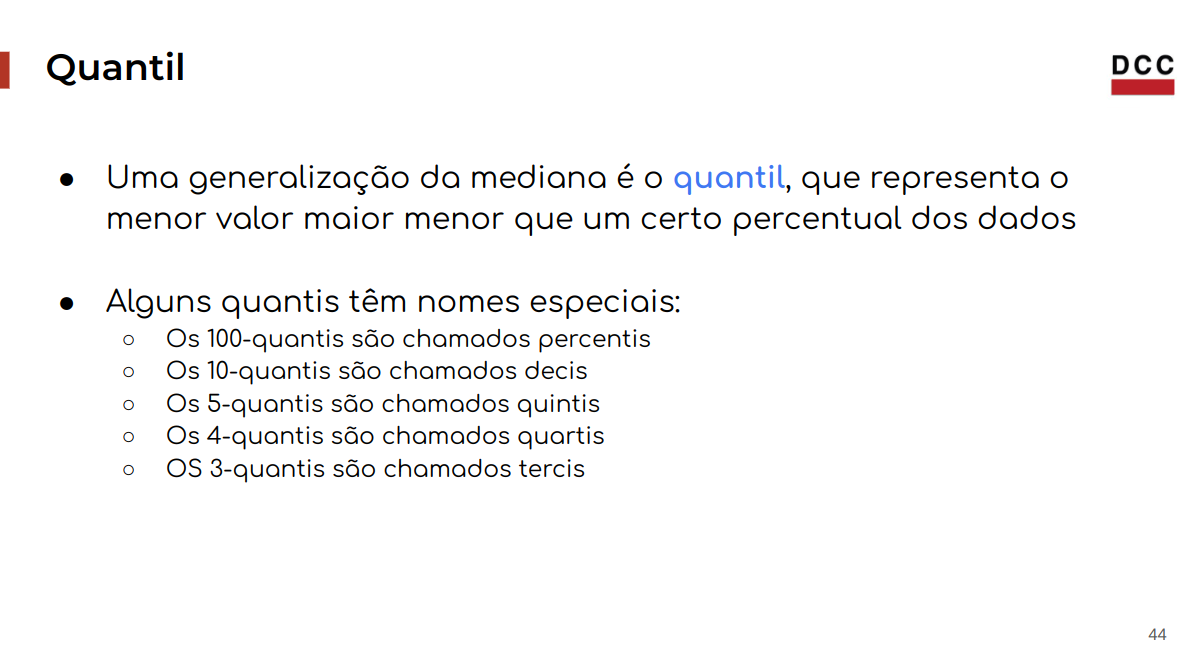 Quantil
DCC
● Uma generalização da mediana é o quantil, que representa o
menor valor maior menor que um certo percentual dos dados
● Alguns quantis têm nomes especiais:
○ Os 100-quantis são chamados percentis
○ Os 10-quantis são chamados decis
○ Os 5-quantis são chamados quintis
○ Os 4-quantis são chamados quartis
○ OS 3-quantis são chamados tercis
44